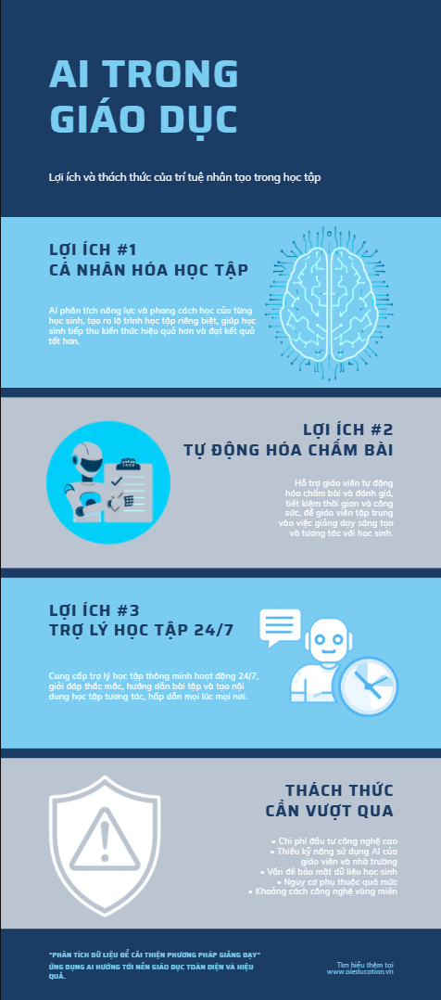 AI TRONG
GIÁO DỤC
Lợi ích và thách thức của trí tuệ nhân tạo trong học tập
LỢI ÍCH #1
CÁ NHÂN HÓA HỌC TẬP
AI phân tích năng lực và phong cách học của từng
học sinh, tạo ra lộ trình học tập riêng biệt, giúp học
sinh tiếp thu kiến thức hiệu quả hơn và đạt kết quả
tốt hơn.
LỢI ÍCH #2
TỰ ĐỘNG HÓA CHẤM BÀI
Hỗ trợ giáo viên tự động
hóa chấm bài và đánh giá,
tiết kiệm thời gian và công
sức, để giáo viên tập trung
vào việc giảng dạy sáng tạo
và tương tác với học sinh.
LỢI ÍCH #3
TRỢ LÝ HỌC TẬP 24/7
Cung cấp trợ lý học tập thông minh hoạt động 24/7,
giải đáp thắc mắc, hướng dẫn bài tập và tạo nội
dung học tập tương tác, hấp dẫn mọi lúc mọi nơi.
THÁCH THỨC
CẦN VƯỢT QUA
• Chi phí đầu tư công nghệ cao
• Thiếu kỹ năng sử dụng AI của
giáo viên và nhà trường
• Vấn đề bảo mật dữ liệu học sinh
• Nguy cơ phụ thuộc quá mức
• Khoảng cách công nghệ vùng miền
"PHÂN TÍCH DỮ LIỆU ĐỂ CẢI THIỆN PHƯƠNG PHÁP GIẢNG DẠY"
ỨNG DỤNG AI HƯỚNG TỚI NỀN GIÁO DỤC TOÀN DIỆN VÀ HIỆU
QUẢ.
Tìm hiểu thêm tại
www.aieducation.vn